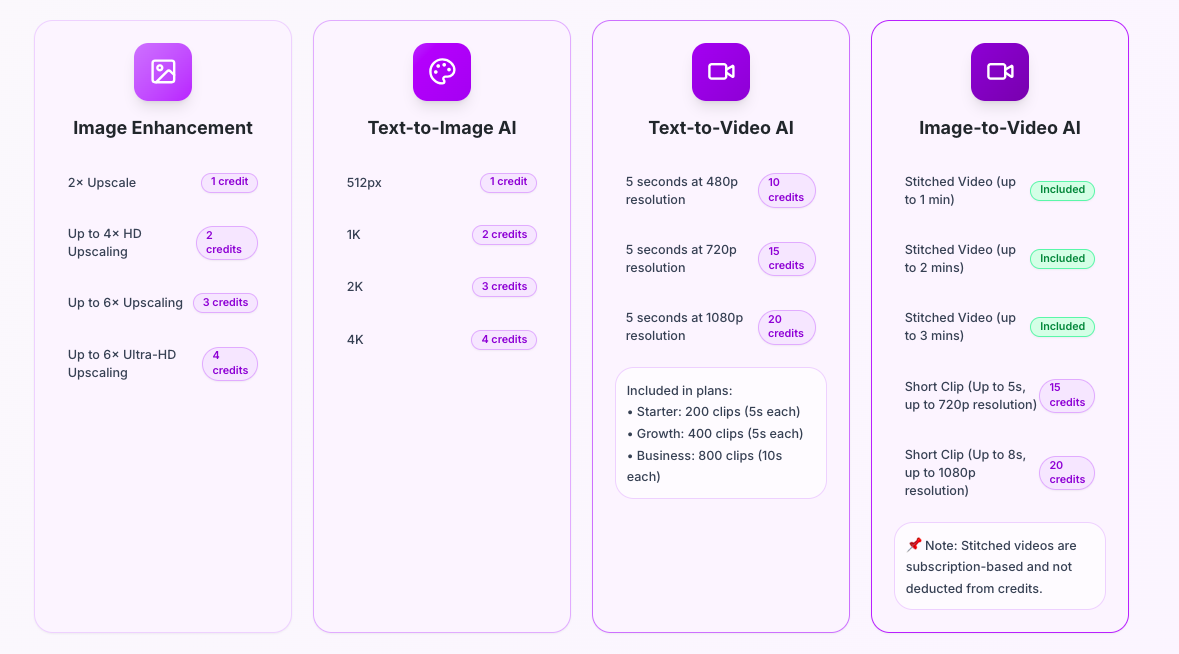 Image Enhancement
2× Upscale
1 credit
Up to 4× HD
Upscaling
2
credits
Up to 6× Upscaling
3 credits
Up to 6× Ultra-HD
Upscaling
4
credits
Text-to-Image AI
512px
1 credit
1K
2 credits
2K
3 credits
4K
4 credits
Text-to-Video AI
5 seconds at 480p
resolution
10
credits
5 seconds at 720p
resolution
15
credits
5 seconds at 1080p
resolution
20
credits
Included in plans:
• Starter: 200 clips (5s each)
• Growth: 400 clips (5s each)
• Business: 800 clips (10s
each)
Image-to-Video AI
Stitched Video (up
to 1 min)
Included
Stitched Video (up
to 2 mins)
Included
Stitched Video (up
to 3 mins)
Included
Short Clip (Up to 5s,
up to 720p resolution)
15
credits
Short Clip (Up to 8s,
up to 1080p
resolution)
20
credits
📌 Note: Stitched videos are
subscription-based and not
deducted from credits.